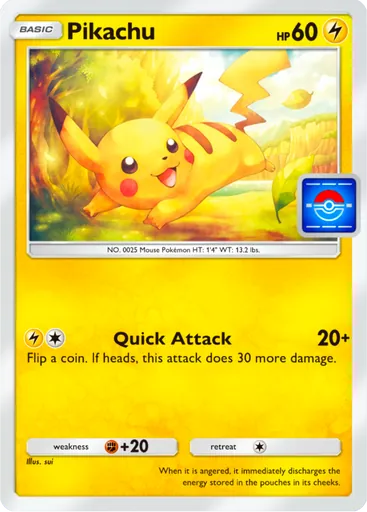 BASIC Pikachu HP 60
NO. 0025 Mouse Pokémon HT: 1'4" WT: 13.2 lbs.
Quick Attack 20+
Flip a coin. If heads, this attack does 30 more damage.
weakness +20 retreat
Illus. sui
When it is angered, it immediately discharges the
energy stored in the pouches in its cheeks.